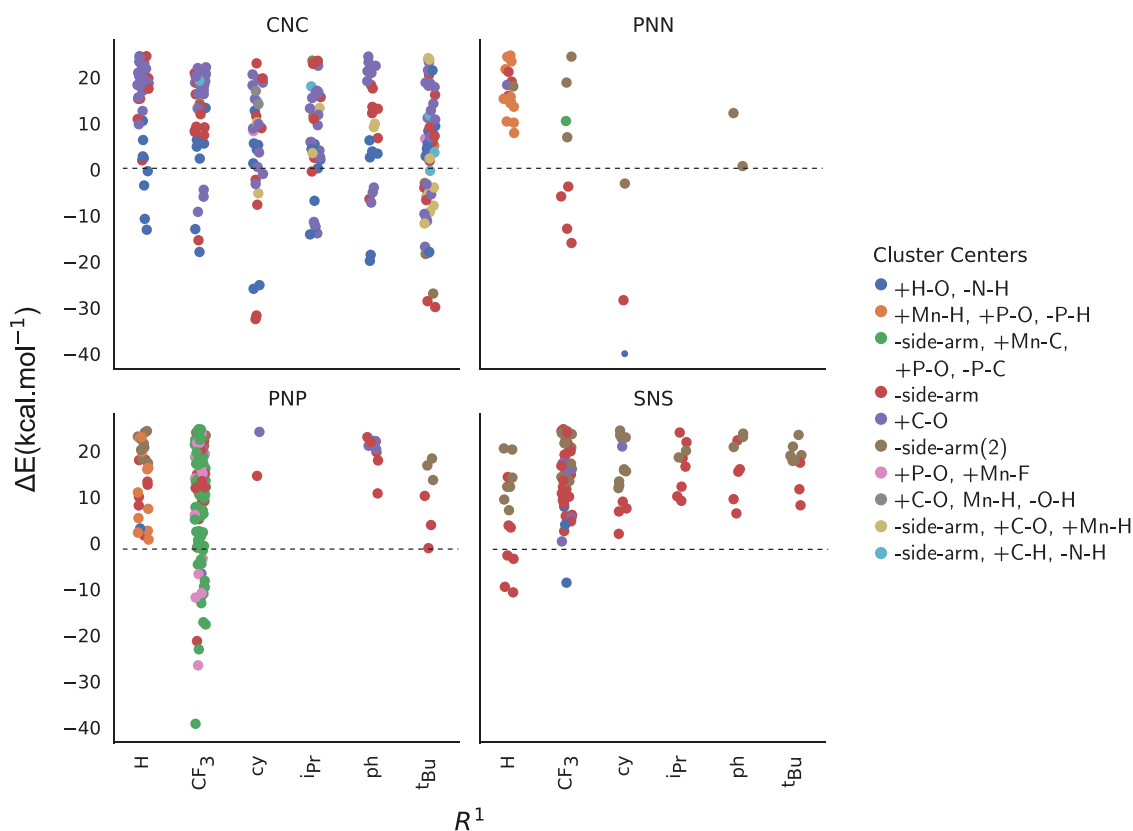 CNC
PNN
20
10
0
−10
−20
−30
−40
ΔE(kcal.mol⁻¹)
PNP
SNS
20
10
0
−10
−20
−30
−40
H
CF₃
cy
iPr
ph
tBu
H
CF₃
cy
iPr
ph
tBu
R¹
Cluster Centers
+H-O, -N-H
+Mn-H, +P-O, -P-H
-side-arm, +Mn-C,
+P-O, -P-C
-side-arm
+C-O
-side-arm(2)
+P-O, +Mn-F
+C-O, Mn-H, -O-H
-side-arm, +C-O, +Mn-H
-side-arm, +C-H, -N-H